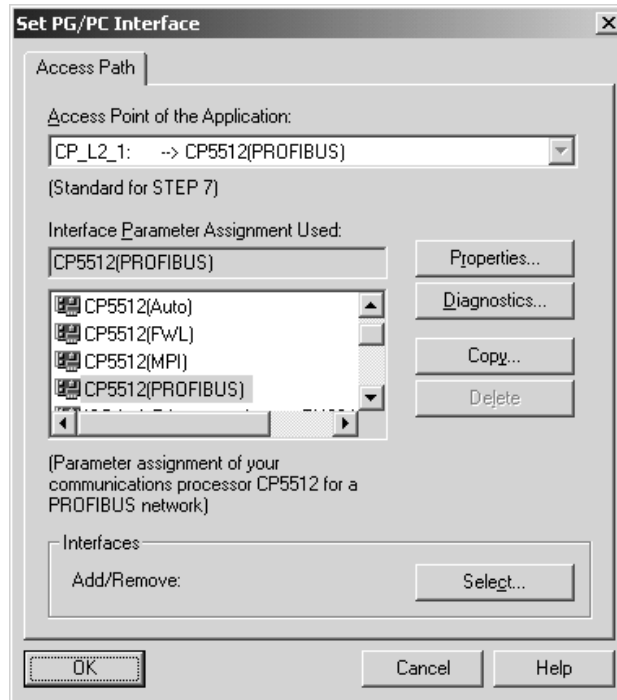 Set PG/PC Interface
Access Path
Access Point of the Application:
CP_L2_1: --> CP5512(PROFIBUS)
(Standard for STEP 7)
Interface Parameter Assignment Used:
CP5512(PROFIBUS)
Properties...
Diagnostics...
CP5512(Auto)
CP5512(FWL)
CP5512(MPI)
CP5512(PROFIBUS)
Copy...
Delete
(Parameter assignment of your
communications processor CP5512 for a
PROFIBUS network)
Interfaces
Add/Remove:
Select...
OK
Cancel
Help